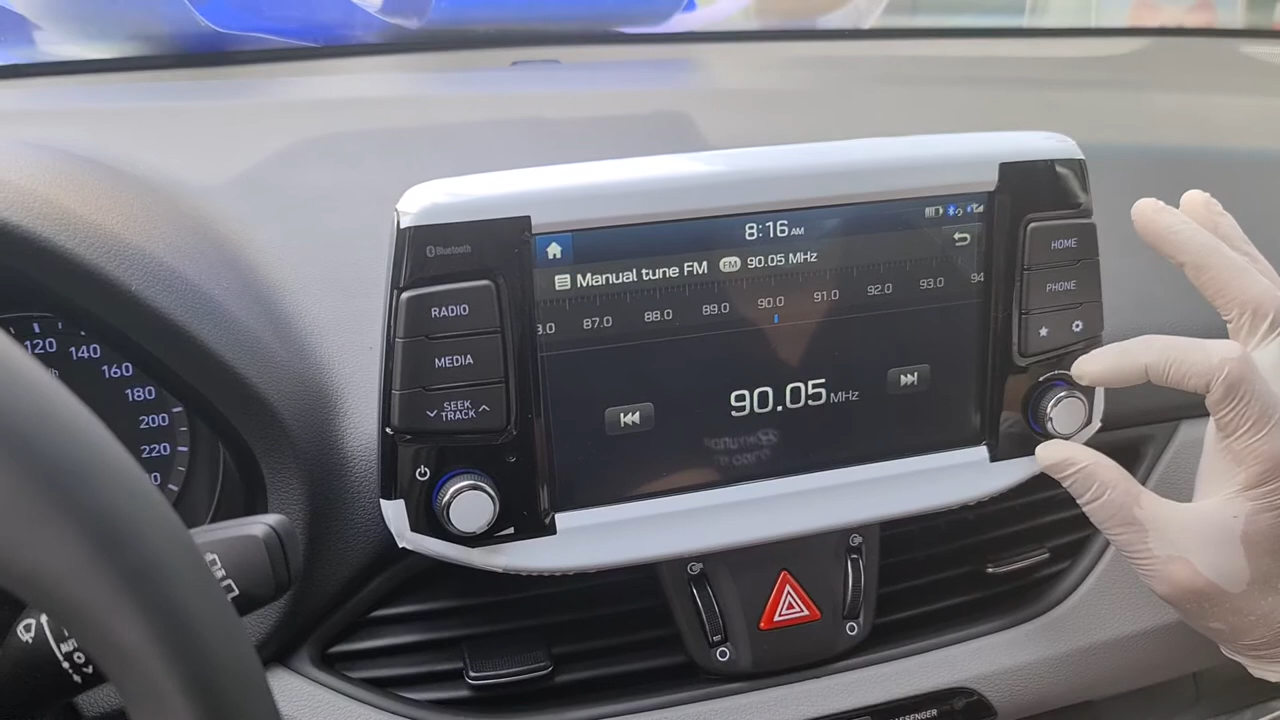 Bluetooth
RADIO
MEDIA
SEEK
TRACK
8:16 AM
Manual tune FM FM 90.05 MHz
87.0 88.0 89.0 90.0 91.0 92.0 93.0 94
90.05 MHz
HOME
PHONE
120 140
160
180
200
220